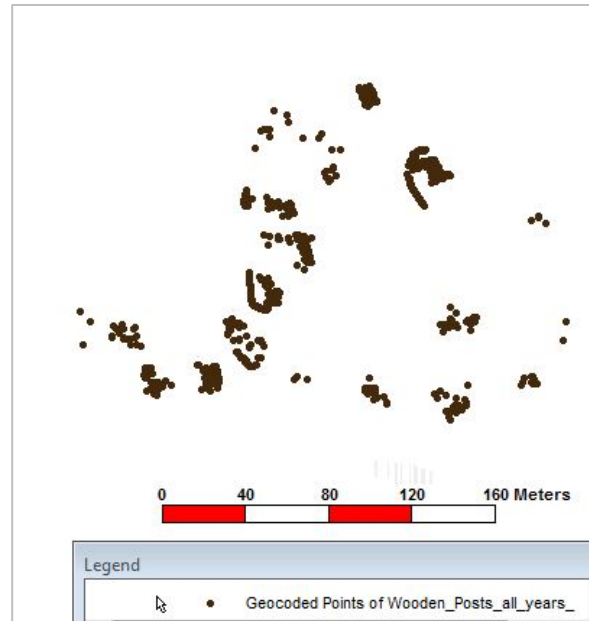 0 40 80 120 160 Meters
Legend
Geocoded Points of Wooden_Posts_all_years_